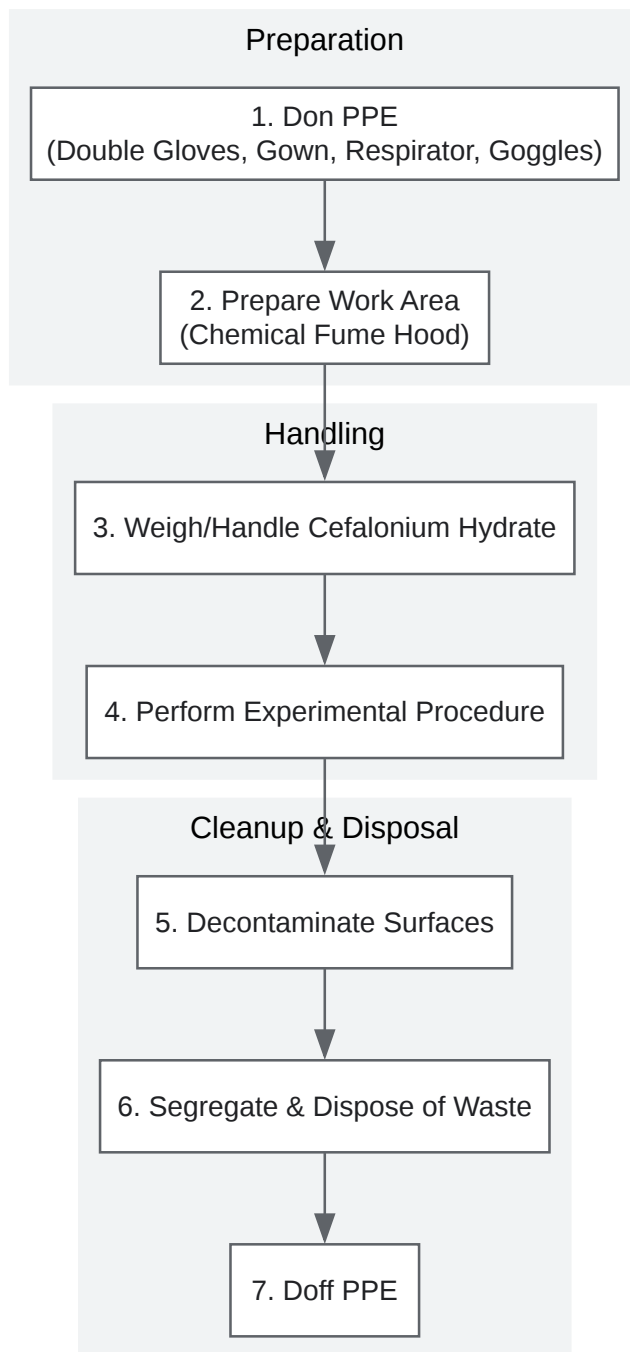 Preparation
1. Don PPE
(Double Gloves, Gown, Respirator, Goggles)
2. Prepare Work Area
(Chemical Fume Hood)
Handling
3. Weigh/Handle Cefalonium Hydrate
4. Perform Experimental Procedure
Cleanup & Disposal
5. Decontaminate Surfaces
6. Segregate & Dispose of Waste
7. Doff PPE